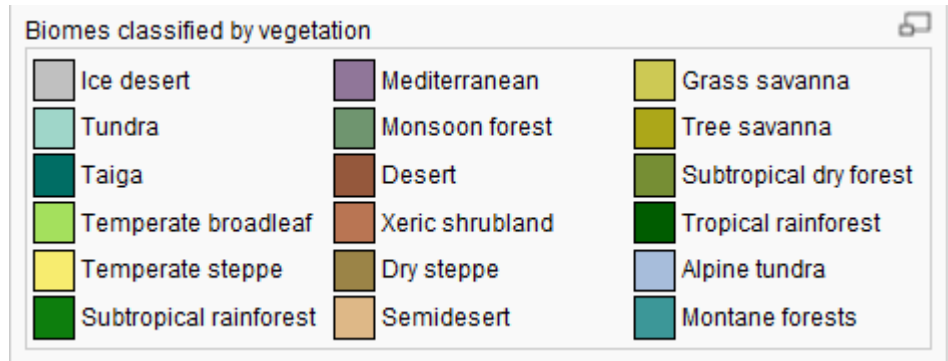 Biomes classified by vegetation
Ice desert
Tundra
Taiga
Temperate broadleaf
Temperate steppe
Subtropical rainforest
Mediterranean
Monsoon forest
Desert
Xeric shrubland
Dry steppe
Semidesert
Grass savanna
Tree savanna
Subtropical dry forest
Tropical rainforest
Alpine tundra
Montane forests